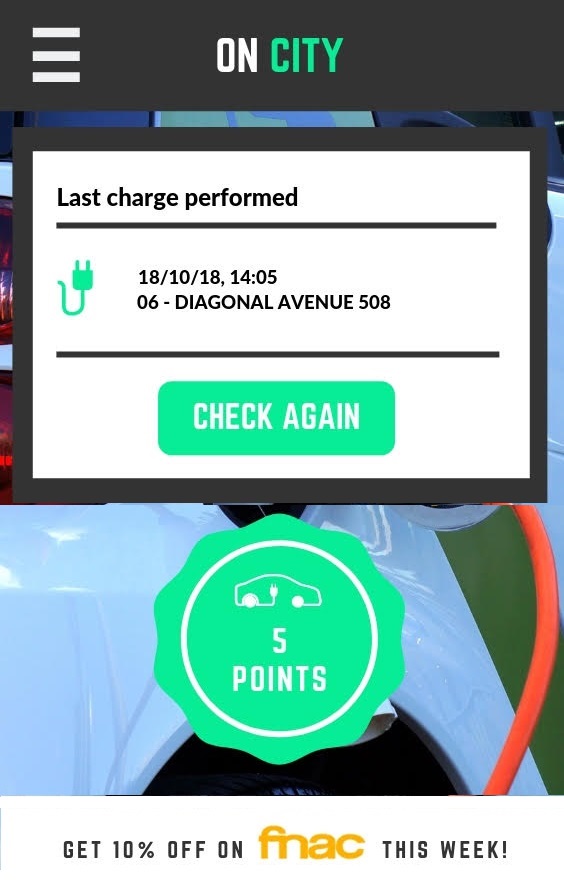 ON CITY
Last charge performed
18/10/18, 14:05
06 - DIAGONAL AVENUE 508
CHECK AGAIN
5
POINTS
GET 10% OFF ON fnac THIS WEEK!